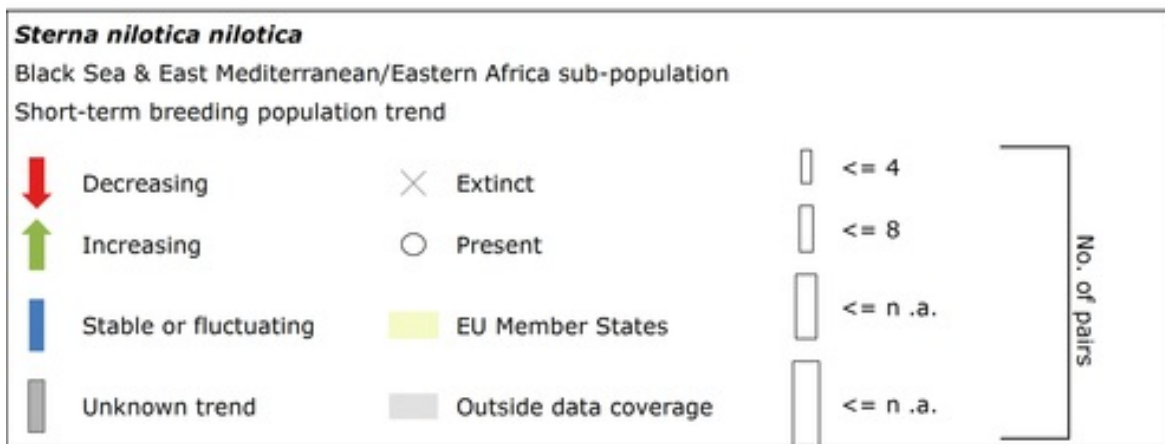 Sterna nilotica nilotica
Black Sea & East Mediterranean/Eastern Africa sub-population
Short-term breeding population trend
Decreasing
Extinct
<= 4
Increasing
Present
<= 8
Stable or fluctuating
EU Member States
<= n .a.
Unknown trend
Outside data coverage
<= n .a.
No. of pairs